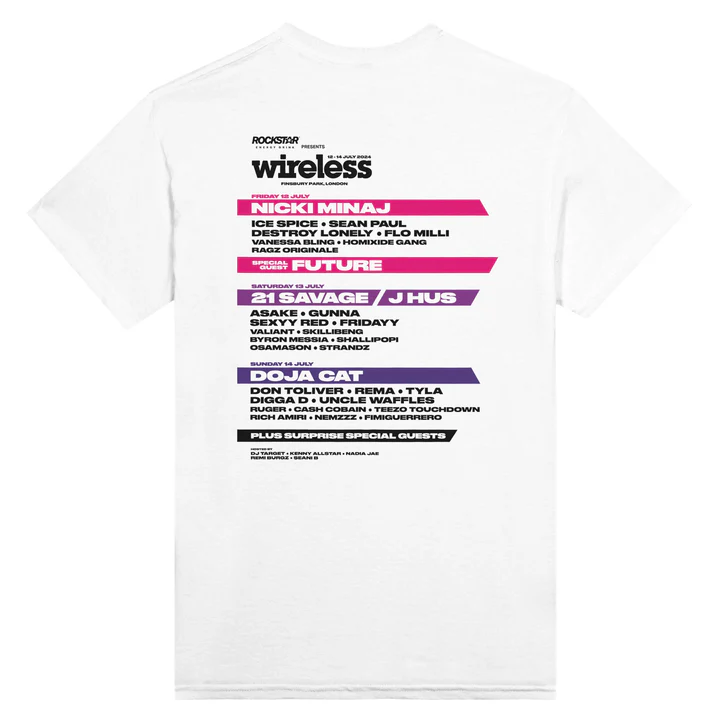 ROCKSTAR
ENERGY DRINK
PRESENTS
12 - 14 JULY 2024
wireless
FINSBURY PARK, LONDON
FRIDAY 12 JULY
NICKI MINAJ
ICE SPICE • SEAN PAUL
DESTROY LONELY • FLO MILLI
VANESSA BLING • HOMIXIDE GANG
RAGZ ORIGINALE
SPECIAL GUEST FUTURE
SATURDAY 13 JULY
21 SAVAGE / J HUS
ASAKE • GUNNA
SEXYY RED • FRIDAYY
VALIANT • SKILLIBENG
BYRON MESSIA • SHALLIPOPI
OSAMASON • STRANDZ
SUNDAY 14 JULY
DOJA CAT
DON TOLIVER • REMA • TYLA
DIGGA D • UNCLE WAFFLES
RUGER • CASH COBAIN • TEEZO TOUCHDOWN
RICH AMIRI • NEMZZZ • FIMIGUERRERO
PLUS SURPRISE SPECIAL GUESTS
HOSTED BY
DJ TARGET • KENNY ALLSTAR • NADIA JAE
REMI BURGZ • SEANI B